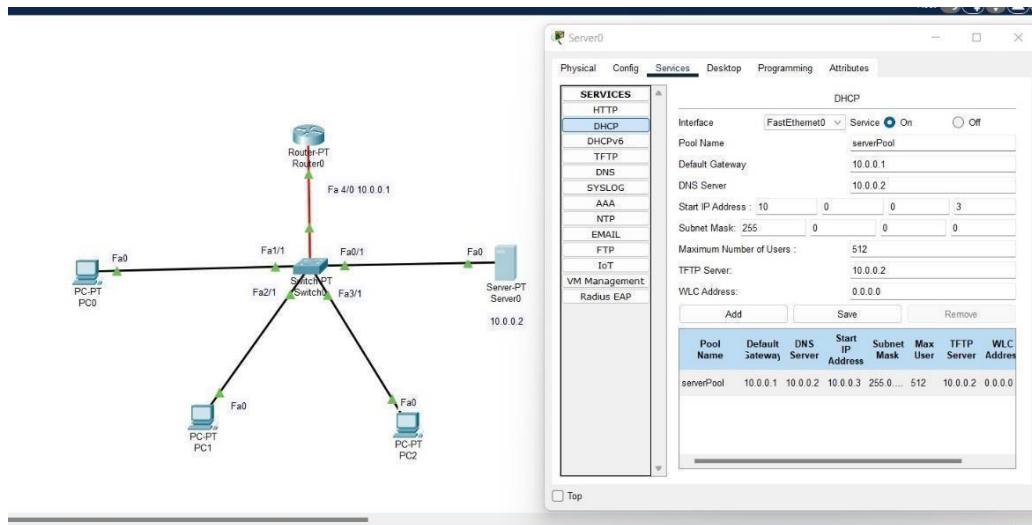 Router-PT
Router0
Fa 4/0 10.0.0.1
Fa0
Fa1/1
Fa0/1
Fa0
PC-PT
PC0
Switch-PT
Switch0
Fa2/1
Fa3/1
Server-PT
Server0
10.0.0.2
Fa0
Fa0
PC-PT
PC1
PC-PT
PC2
Server0
Physical Config Services Desktop Programming Attributes
SERVICES
HTTP
DHCP
DHCPv6
TFTP
DNS
SYSLOG
AAA
NTP
EMAIL
FTP
IoT
VM Management
Radius EAP
DHCP
Interface FastEthernet0 Service On Off
Pool Name serverPool
Default Gateway 10.0.0.1
DNS Server 10.0.0.2
Start IP Address : 10 0 0 3
Subnet Mask: 255 0 0 0
Maximum Number of Users : 512
TFTP Server: 10.0.0.2
WLC Address: 0.0.0.0
Add Save Remove
Pool Name Default Gateway DNS Server Start IP Address Subnet Mask Max User TFTP Server WLC Addres
serverPool 10.0.0.1 10.0.0.2 10.0.0.3 255.0.... 512 10.0.0.2 0.0.0.0
Top